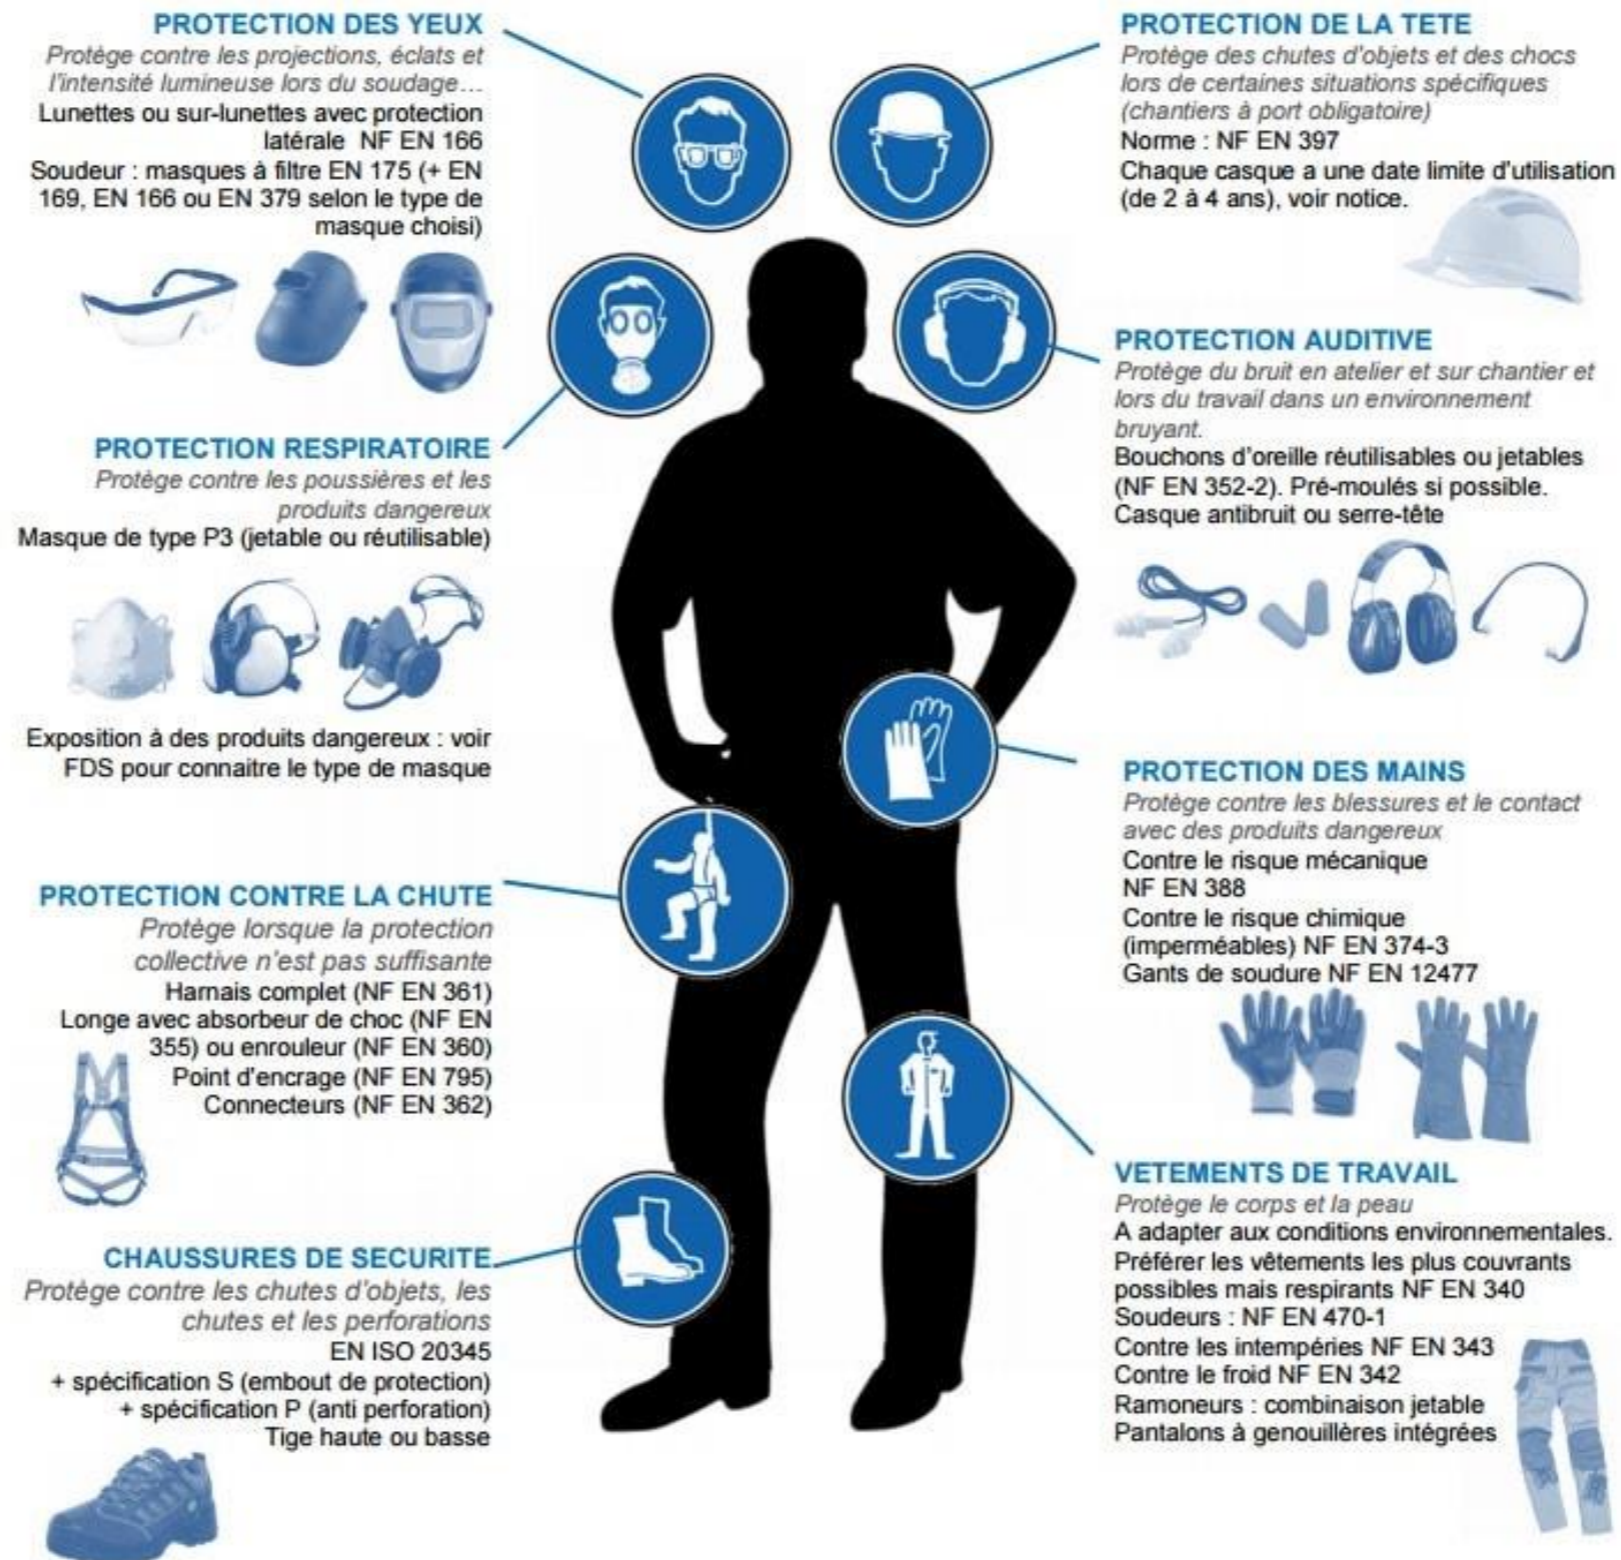 PROTECTION DES YEUX
Protège contre les projections, éclats et
l'intensité lumineuse lors du soudage…
Lunettes ou sur-lunettes avec protection
latérale NF EN 166
Soudeur : masques à filtre EN 175 (+ EN
169, EN 166 ou EN 379 selon le type de
masque choisi)
PROTECTION RESPIRATOIRE
Protège contre les poussières et les
produits dangereux
Masque de type P3 (jetable ou réutilisable)
Exposition à des produits dangereux : voir
FDS pour connaitre le type de masque
PROTECTION CONTRE LA CHUTE
Protège lorsque la protection
collective n'est pas suffisante
Harnais complet (NF EN 361)
Longe avec absorbeur de choc (NF EN
355) ou enrouleur (NF EN 360)
Point d'encrage (NF EN 795)
Connecteurs (NF EN 362)
CHAUSSURES DE SECURITE
Protège contre les chutes d'objets, les
chutes et les perforations
EN ISO 20345
+ spécification S (embout de protection)
+ spécification P (anti perforation)
Tige haute ou basse
PROTECTION DE LA TETE
Protège des chutes d'objets et des chocs
lors de certaines situations spécifiques
(chantiers à port obligatoire)
Norme : NF EN 397
Chaque casque a une date limite d'utilisation
(de 2 à 4 ans), voir notice.
PROTECTION AUDITIVE
Protège du bruit en atelier et sur chantier et
lors du travail dans un environnement
bruyant.
Bouchons d'oreille réutilisables ou jetables
(NF EN 352-2). Pré-moulés si possible.
Casque antibruit ou serre-tête
PROTECTION DES MAINS
Protège contre les blessures et le contact
avec des produits dangereux
Contre le risque mécanique
NF EN 388
Contre le risque chimique
(imperméables) NF EN 374-3
Gants de soudure NF EN 12477
VETEMENTS DE TRAVAIL
Protège le corps et la peau
A adapter aux conditions environnementales.
Préférer les vêtements les plus couvrants
possibles mais respirants NF EN 340
Soudeurs : NF EN 470-1
Contre les intempéries NF EN 343
Contre le froid NF EN 342
Ramoneurs : combinaison jetable
Pantalons à genouillères intégrées